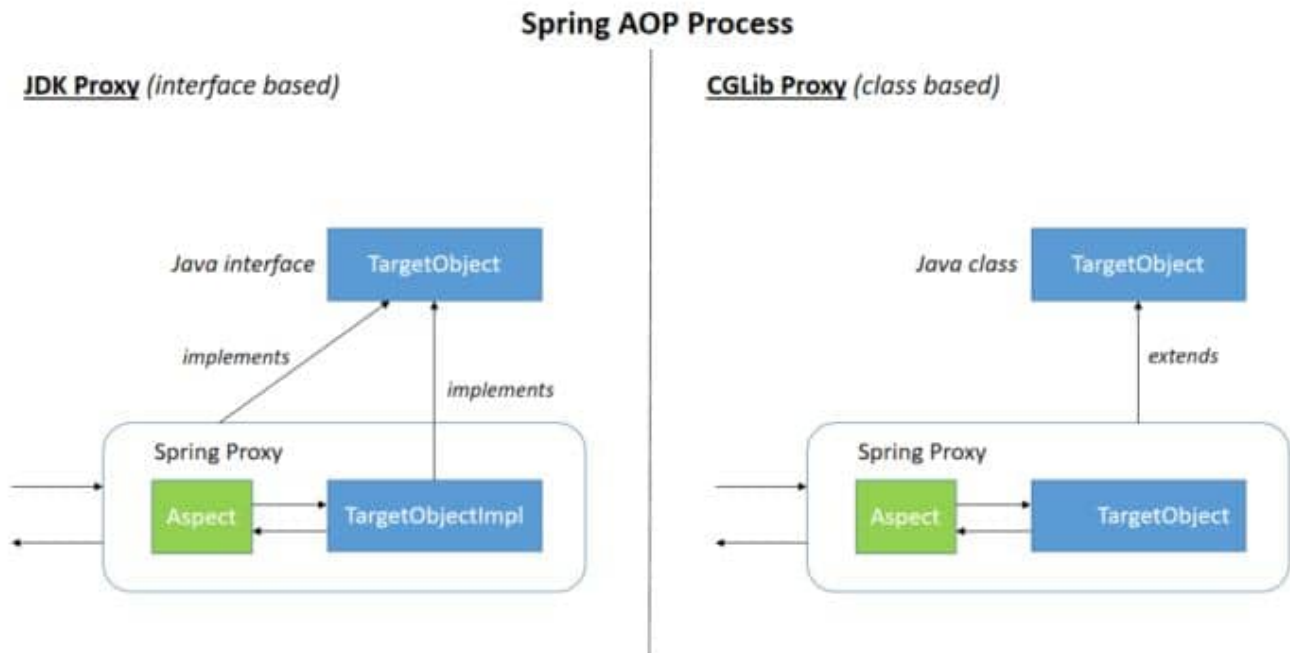 Spring AOP Process
JDK Proxy (interface based)
Java interface
TargetObject
implements
implements
Spring Proxy
Aspect
TargetObjectImpl
CGLib Proxy (class based)
Java class
TargetObject
extends
Spring Proxy
Aspect
TargetObject